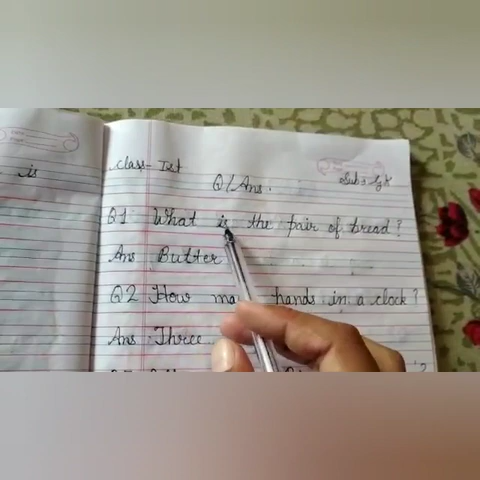 is
Class - Ist
Q/Ans.
Sub:- G.K
Q1 What is the pair of bread?
Ans Butter
Q2 How ma hands in a clock?
Ans Three